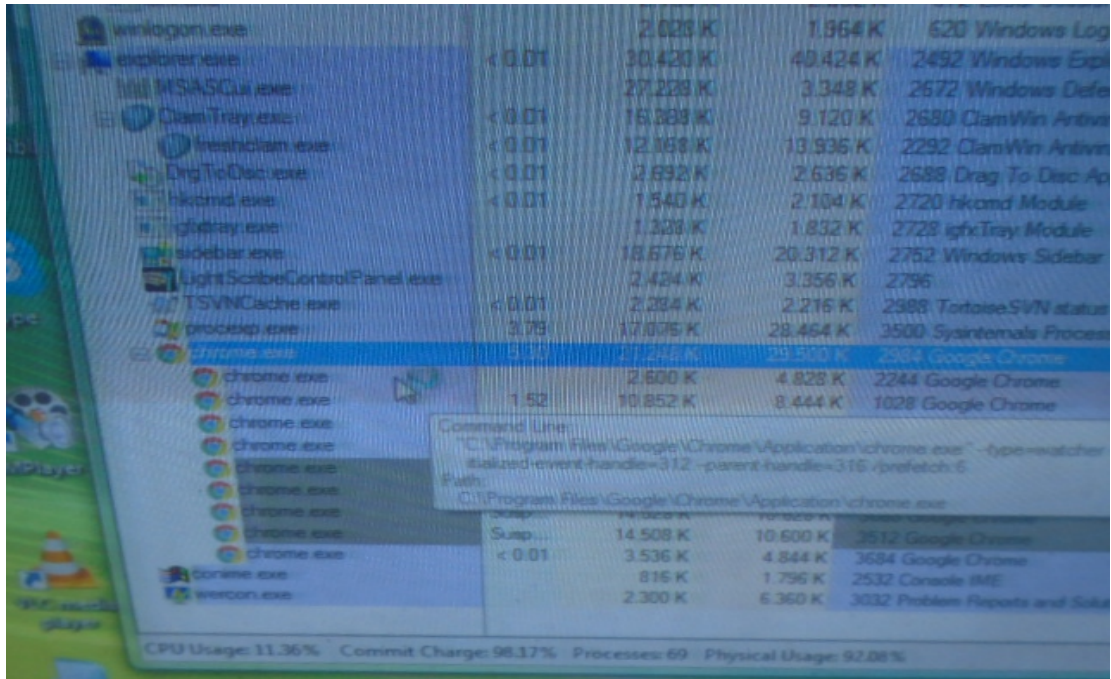 winlogon.exe 2.028 K 1.964 K 620 Windows Log
explorer.exe < 0.01 30.420 K 40.424 K 2492 Windows Expl
MSASCui.exe 27.228 K 3.348 K 2672 Windows Defe
ClamTray.exe < 0.01 16.388 K 9.120 K 2680 ClamWin Antivir
freshclam.exe < 0.01 12.168 K 13.936 K 2292 ClamWin Antivir
DrgToDisc.exe < 0.01 2.692 K 2.636 K 2688 Drag To Disc Ap
hkcmd.exe < 0.01 1.540 K 2.104 K 2720 hkcmd Module
igfxtray.exe 1.328 K 1.832 K 2728 igfxTray Module
sidebar.exe < 0.01 18.676 K 20.312 K 2752 Windows Sidebar
LightScribeControlPanel.exe 2.424 K 3.356 K 2796
TSVNCache.exe < 0.01 2.284 K 2.216 K 2988 TortoiseSVN status
procexp.exe 3.79 17.076 K 28.464 K 3500 Sysinternals Process
chrome.exe 29.500 K 2984 Google Chrome
chrome.exe 2.600 K 4.828 K 2244 Google Chrome
chrome.exe 1.52 10.852 K 8.444 K 1028 Google Chrome
chrome.exe
chrome.exe
chrome.exe
chrome.exe
chrome.exe
chrome.exe Susp... 14.508 K 10.600 K 3512 Google Chrome
chrome.exe < 0.01 3.536 K 4.844 K 3684 Google Chrome
conime.exe 816 K 1.796 K 2532 Console IME
wercon.exe 2.300 K 6.360 K 3032 Problem Reports and Solut
Command Line:
"C:\Program Files\Google\Chrome\Application\chrome.exe" --type=watcher
itialized-event-handle=312 --parent-handle=316 /prefetch:6
Path:
C:\Program Files\Google\Chrome\Application\chrome.exe
CPU Usage: 11.36% Commit Charge: 98.17% Processes: 69 Physical Usage: 92.08%
ype
MPlayer
player